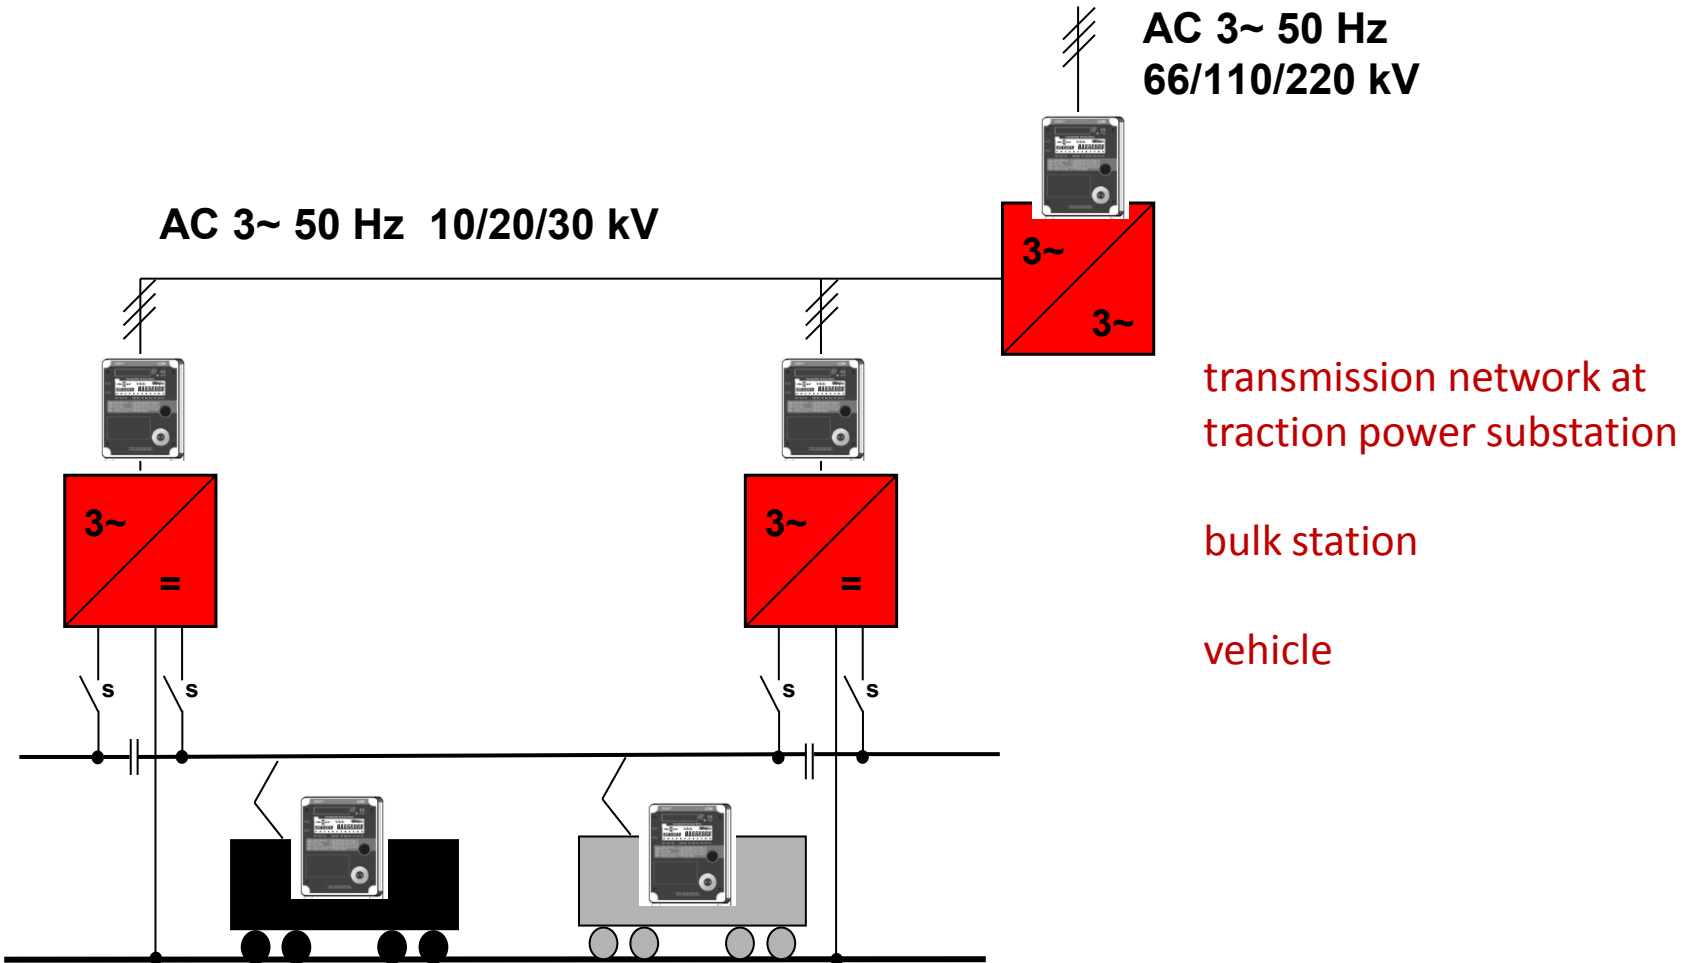 AC 3~ 50 Hz
66/110/220 kV
AC 3~ 50 Hz 10/20/30 kV
3~
3~
transmission network at
traction power substation
3~
=
3~
=
bulk station
vehicle
s
s
s
s